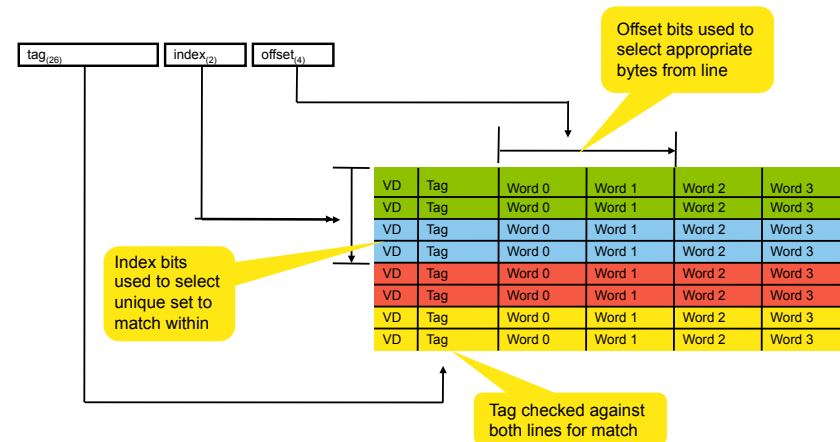 Offset bits used to
select appropriate
bytes from line
tag(26) index(2) offset(4)
VD Tag Word 0 Word 1 Word 2 Word 3
VD Tag Word 0 Word 1 Word 2 Word 3
VD Tag Word 0 Word 1 Word 2 Word 3
VD Tag Word 0 Word 1 Word 2 Word 3
VD Tag Word 0 Word 1 Word 2 Word 3
VD Tag Word 0 Word 1 Word 2 Word 3
VD Tag Word 0 Word 1 Word 2 Word 3
VD Tag Word 0 Word 1 Word 2 Word 3
Index bits
used to select
unique set to
match within
Tag checked against
both lines for match